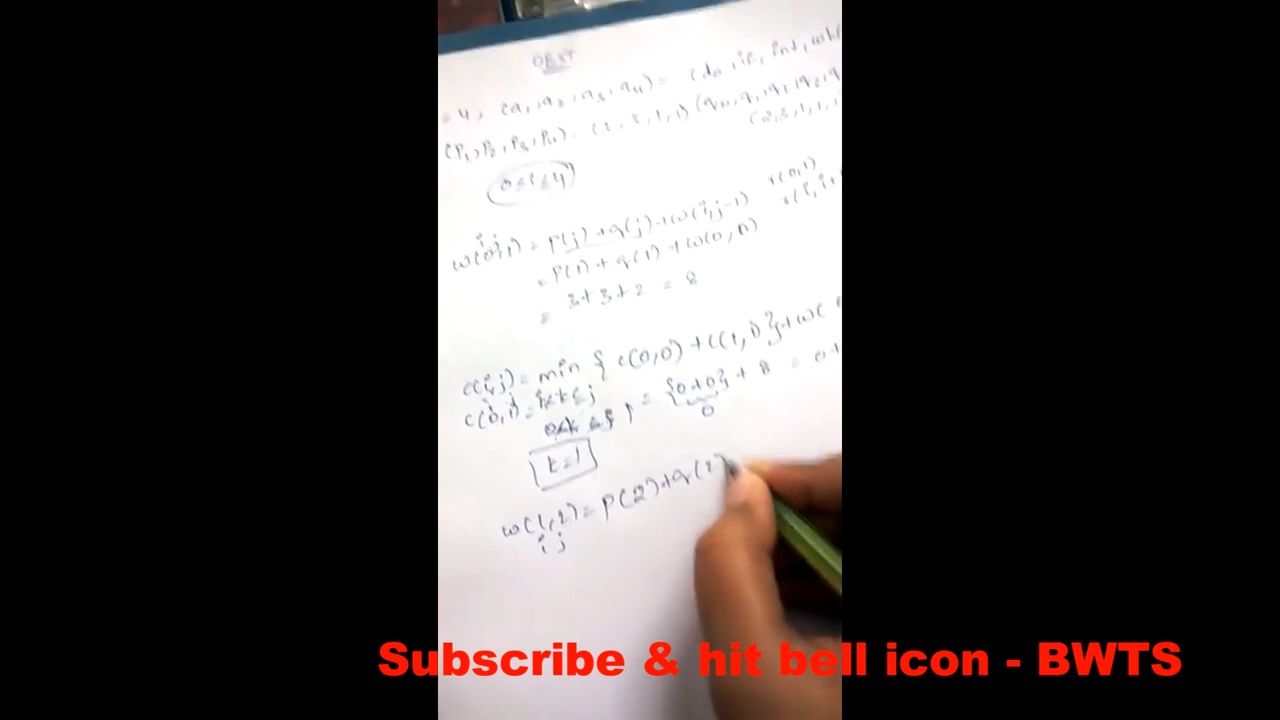 OBST
= 4, (a1, a2, a3, a4) = (do, if, int, whi
(P1, P2, P3, P4) = (3, 3, 1, 1) (q0, q1, q2, q
(2,3,1,1,
0≤i≤4
i j
w(0,1) = P(j) + q(j) + w(i, j-1) r(0,1)
= P(1) + q(1) + w(0,0) r(i, i+
= 3+3+2 = 8
c(i,j) = min { c(0,0) + c(1,1) } + w(
c(0,1) = i<k≤j = {0+0} + 8 = 0+
0
k=1
w(1,2) = P(2) + q(2)
i j
Subscribe & hit bell icon - BWTS